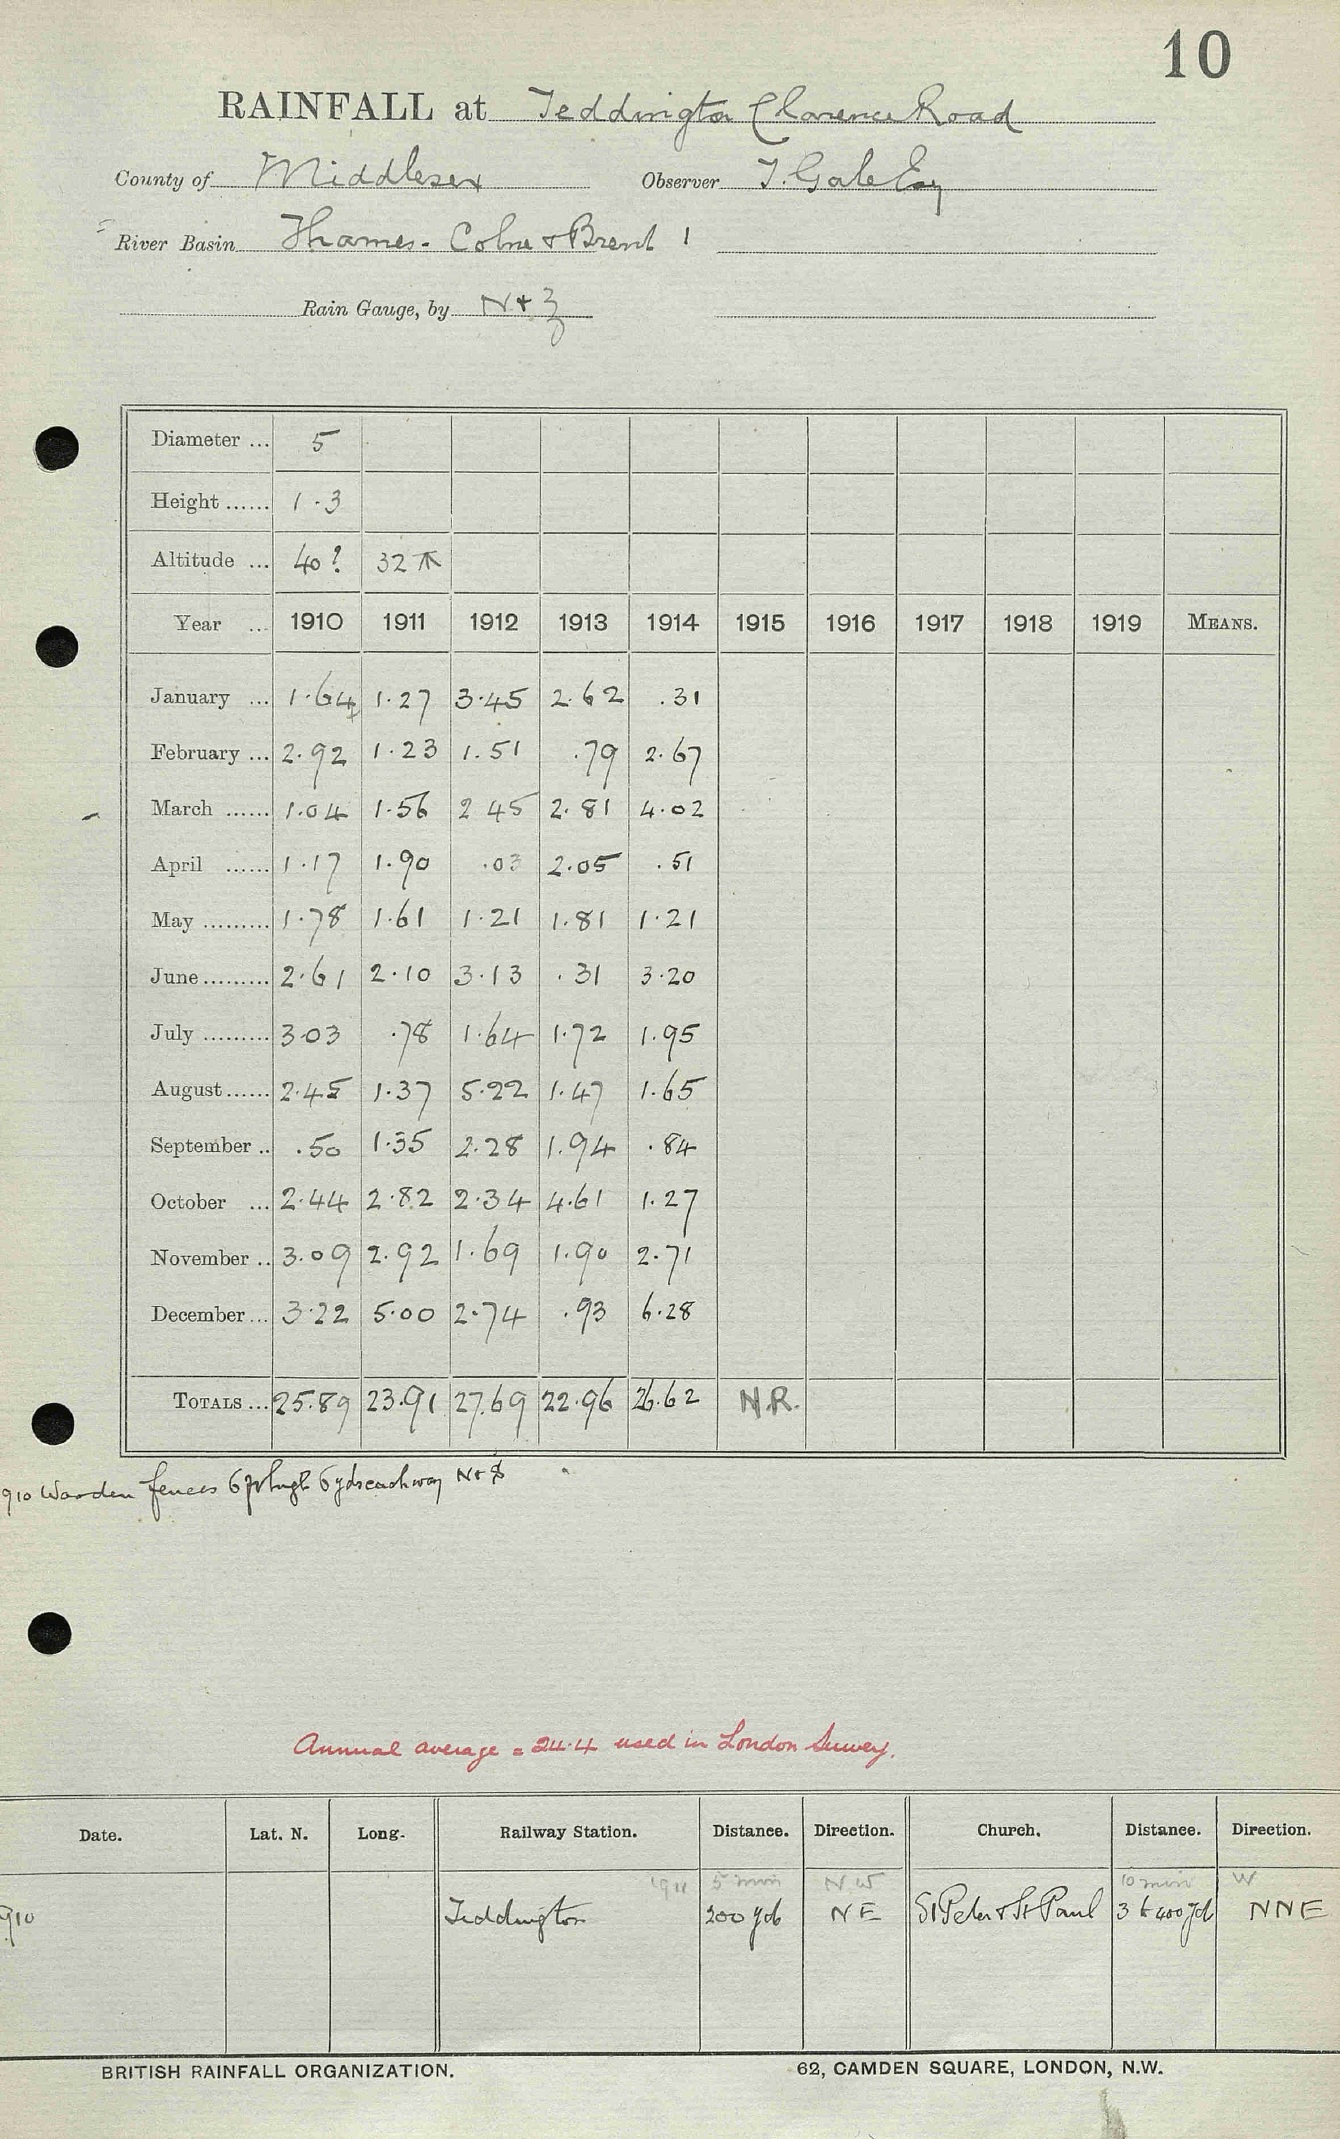 10
RAINFALL at Teddington Clarence Road
County of Middlesex Observer T. Gale Esq
River Basin Thames - Colne & Brent 1
Rain Gauge, by N & Z
Diameter ... 5
Height ...... 1.3
Altitude ... 40? 32
Year ... 1910 1911 1912 1913 1914 1915 1916 1917 1918 1919 MEANS.
January ... 1.64 1.27 3.45 2.62 .31
February ... 2.92 1.23 1.51 .79 2.67
March ...... 1.04 1.56 2 45 2.81 4.02
April ...... 1.17 1.90 .03 2.05 .51
May ......... 1.78 1.61 1.21 1.81 1.21
June ......... 2.61 2.10 3.13 .31 3.20
July ......... 3.03 .78 1.64 1.72 1.95
August ...... 2.45 1.37 5.22 1.47 1.65
September .. .50 1.35 2.28 1.94 .84
October ... 2.44 2.82 2.34 4.61 1.27
November .. 3.09 2.92 1.69 1.90 2.71
December ... 3.22 5.00 2.74 .93 6.28
TOTALS ... 25.89 23.91 27.69 22.96 26.62 N.R.
910 Wooden fences 6 ft high 6 yds each way N & S
Annual average = 24.4 used in London Survey.
Date. Lat. N. Long. Railway Station. Distance. Direction. Church. Distance. Direction.
1911 5 min NW 10 min W
910 Teddington 200 yds NE St Peter & St Paul 3 to 400 yds NNE
BRITISH RAINFALL ORGANIZATION. 62, CAMDEN SQUARE, LONDON, N.W.